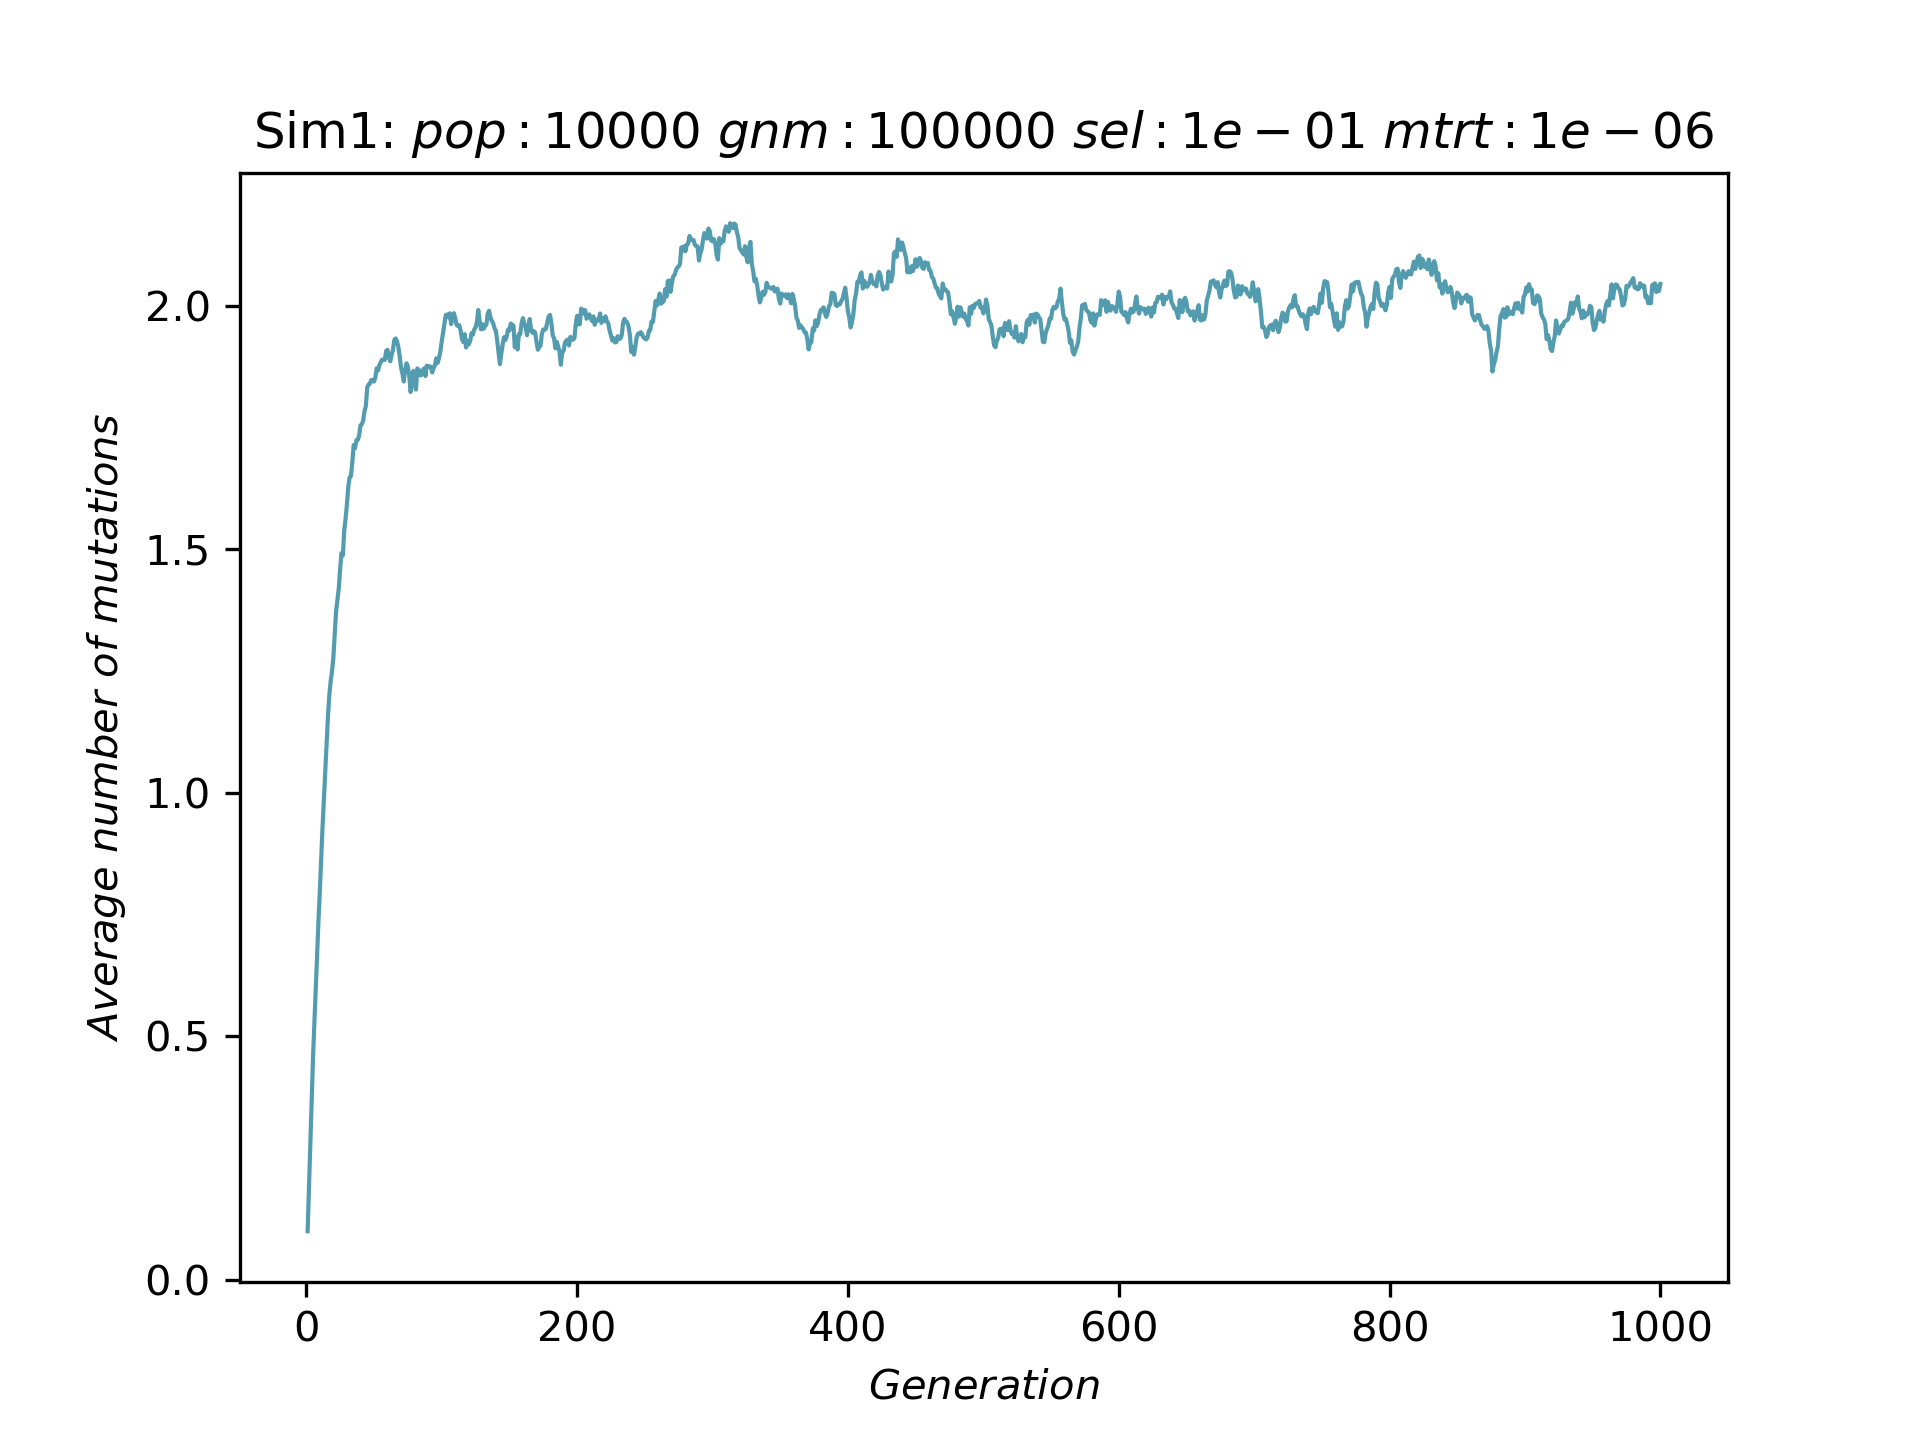 Sim1: pop : 10000 gnm : 100000 sel : 1e − 01 mtrt : 1e − 06
Average number of mutations
2.0
1.5
1.0
0.5
0.0
0 200 400 600 800 1000
Generation